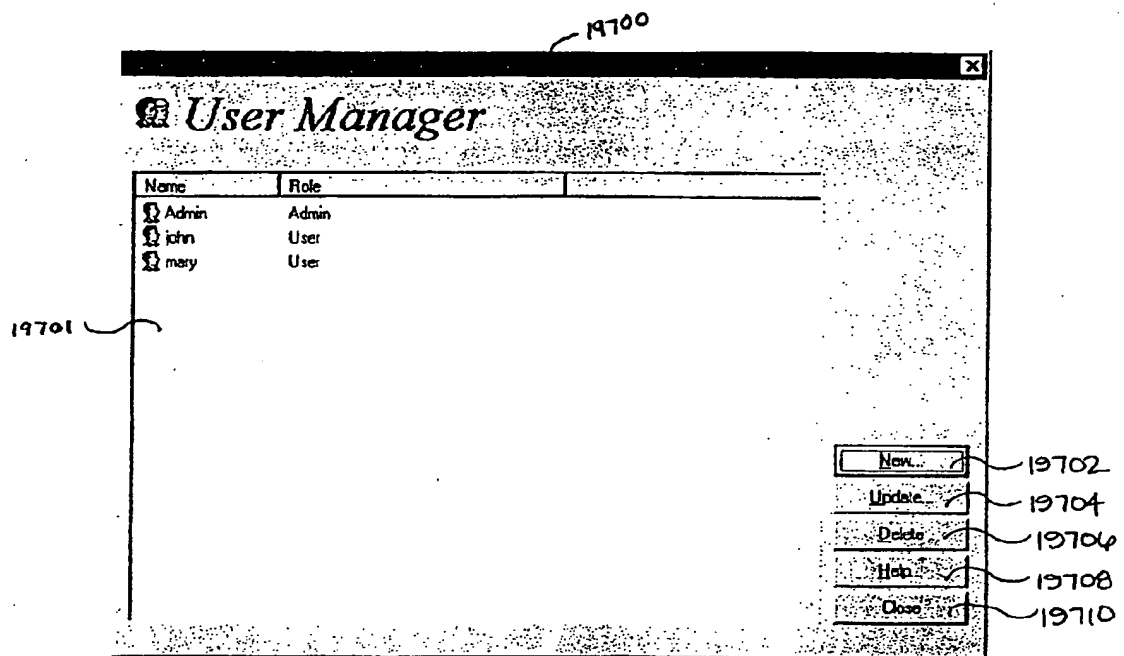 19700
User Manager
Name Role
Admin Admin
john User
mary User
19701
New... 19702
Update... 19704
Delete... 19706
Help... 19708
Close 19710